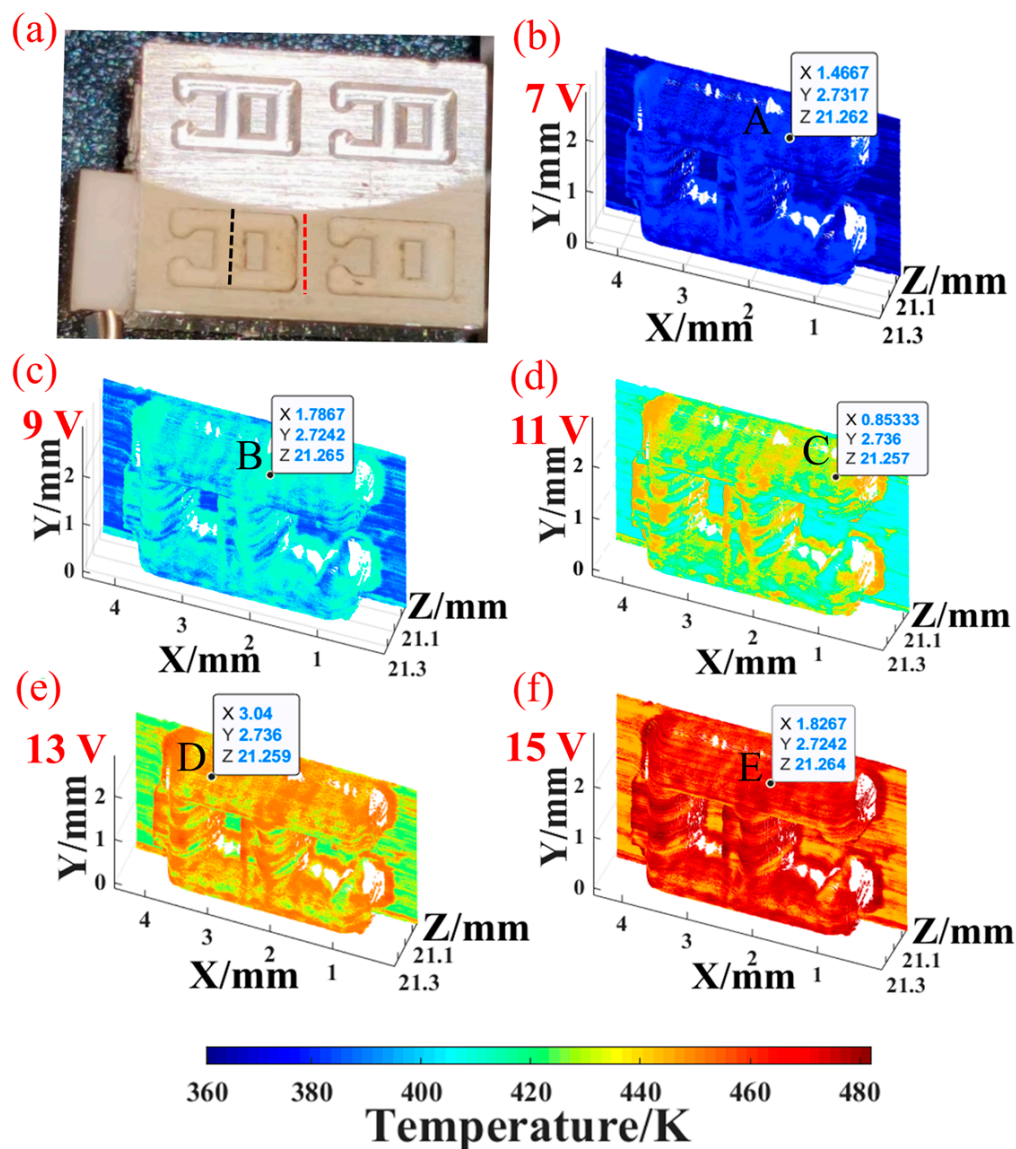 (a)
(b)
7 V
A
X 1.4667
Y 2.7317
Z 21.262
Y/mm
2
1
0
4
3
2
1
X/mm
Z/mm
21.1
21.3
(c)
9 V
B
X 1.7867
Y 2.7242
Z 21.265
Y/mm
2
1
0
4
3
2
1
X/mm
Z/mm
21.1
21.3
(d)
11 V
C
X 0.85333
Y 2.736
Z 21.257
Y/mm
2
1
0
4
3
2
1
X/mm
Z/mm
21.1
21.3
(e)
13 V
D
X 3.04
Y 2.736
Z 21.259
Y/mm
2
1
0
4
3
2
1
X/mm
Z/mm
21.1
21.3
(f)
15 V
E
X 1.8267
Y 2.7242
Z 21.264
Y/mm
2
1
0
4
3
2
1
X/mm
Z/mm
21.1
21.3
360 380 400 420 440 460 480
Temperature/K